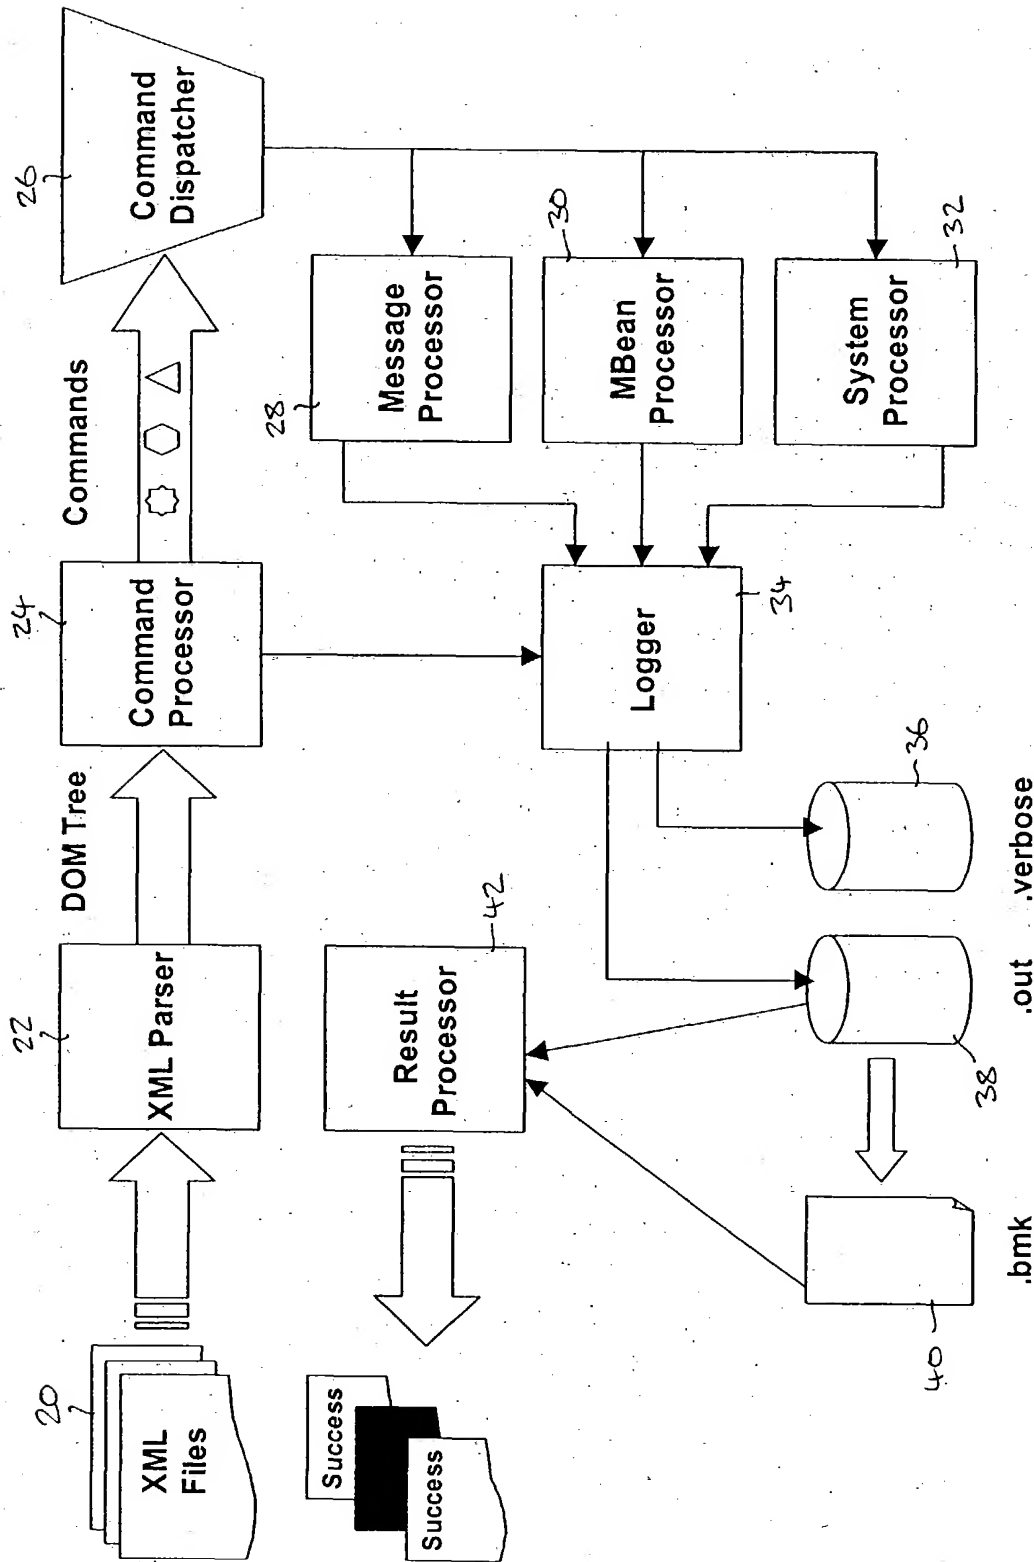 20
XML
Files
22
XML Parser
DOM Tree
24
Command
Processor
Commands
26
Command
Dispatcher
Success
Success
Result
Processor
42
28
Message
Processor
30
MBean
Processor
32
System
Processor
Logger
34
36
38
40
.bmk
.out
.verbose